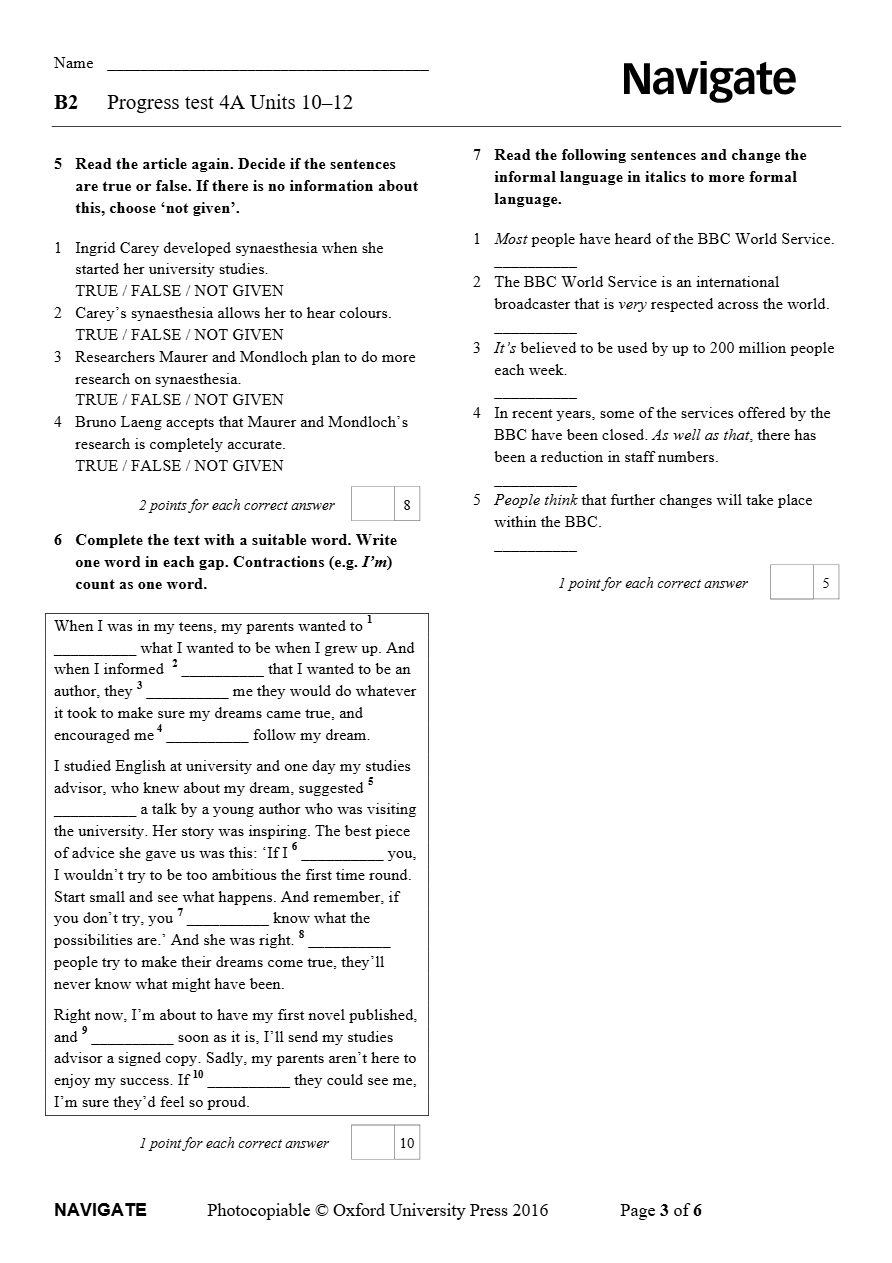 Name ________________________________________
Navigate
B2 Progress test 4A Units 10–12
5 Read the article again. Decide if the sentences
are true or false. If there is no information about
this, choose ‘not given’.
1 Ingrid Carey developed synaesthesia when she
started her university studies.
TRUE / FALSE / NOT GIVEN
2 Carey’s synaesthesia allows her to hear colours.
TRUE / FALSE / NOT GIVEN
3 Researchers Maurer and Mondloch plan to do more
research on synaesthesia.
TRUE / FALSE / NOT GIVEN
4 Bruno Laeng accepts that Maurer and Mondloch’s
research is completely accurate.
TRUE / FALSE / NOT GIVEN
2 points for each correct answer 8
6 Complete the text with a suitable word. Write
one word in each gap. Contractions (e.g. I’m)
count as one word.
When I was in my teens, my parents wanted to 1
__________ what I wanted to be when I grew up. And
when I informed 2 __________ that I wanted to be an
author, they 3 __________ me they would do whatever
it took to make sure my dreams came true, and
encouraged me 4 __________ follow my dream.
I studied English at university and one day my studies
advisor, who knew about my dream, suggested 5
__________ a talk by a young author who was visiting
the university. Her story was inspiring. The best piece
of advice she gave us was this: ‘If I 6 __________ you,
I wouldn’t try to be too ambitious the first time round.
Start small and see what happens. And remember, if
you don’t try, you 7 __________ know what the
possibilities are.’ And she was right. 8 __________
people try to make their dreams come true, they’ll
never know what might have been.
Right now, I’m about to have my first novel published,
and 9 __________ soon as it is, I’ll send my studies
advisor a signed copy. Sadly, my parents aren’t here to
enjoy my success. If 10 __________ they could see me,
I’m sure they’d feel so proud.
1 point for each correct answer 10
7 Read the following sentences and change the
informal language in italics to more formal
language.
1 Most people have heard of the BBC World Service.
__________
2 The BBC World Service is an international
broadcaster that is very respected across the world.
__________
3 It’s believed to be used by up to 200 million people
each week.
__________
4 In recent years, some of the services offered by the
BBC have been closed. As well as that, there has
been a reduction in staff numbers.
__________
5 People think that further changes will take place
within the BBC.
__________
1 point for each correct answer 5
NAVIGATE Photocopiable © Oxford University Press 2016 Page 3 of 6